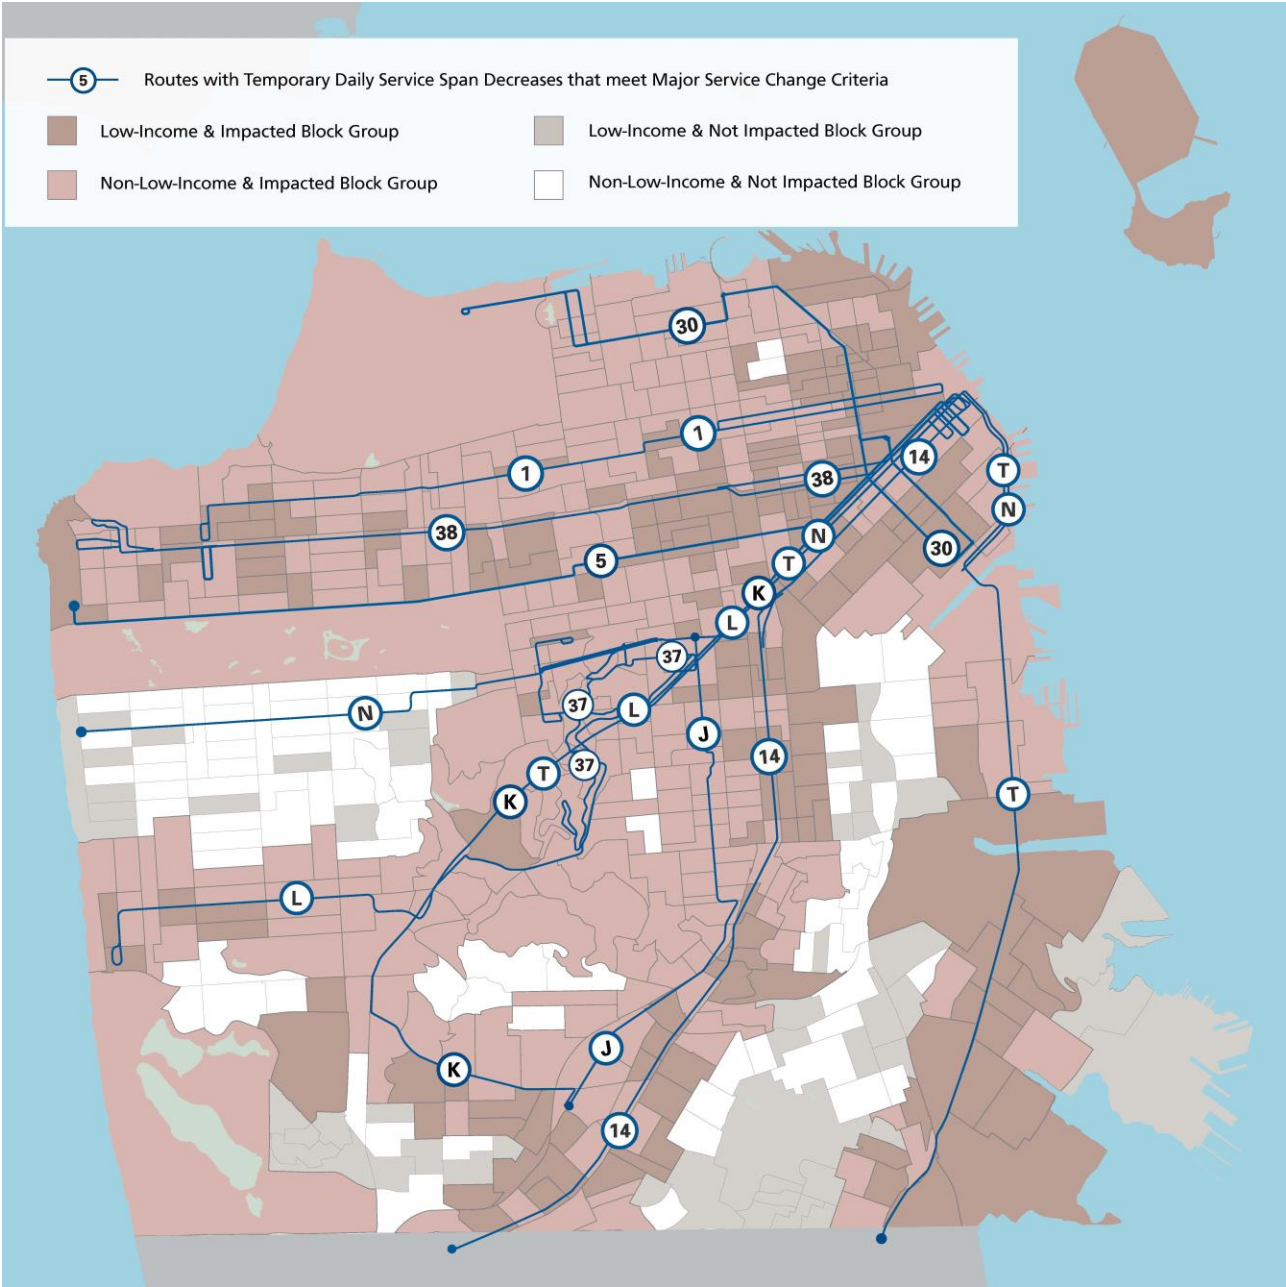 5 Routes with Temporary Daily Service Span Decreases that meet Major Service Change Criteria
Low-Income & Impacted Block Group
Low-Income & Not Impacted Block Group
Non-Low-Income & Impacted Block Group
Non-Low-Income & Not Impacted Block Group
30
1
1
14
T
38
N
38
N
30
5
T
K
L
37
37
L
N
J
14
37
T
K
T
L
J
K
14